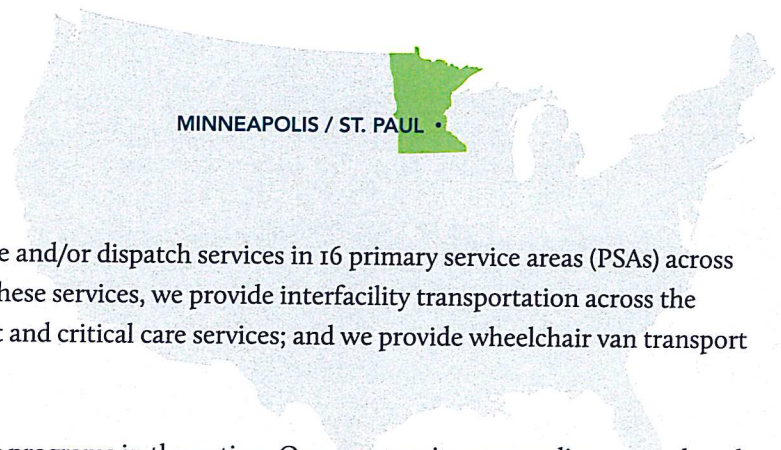 MINNEAPOLIS / ST. PAUL
e and/or dispatch services in 16 primary service areas (PSAs) across
hese services, we provide interfacility transportation across the
t and critical care services; and we provide wheelchair van transport